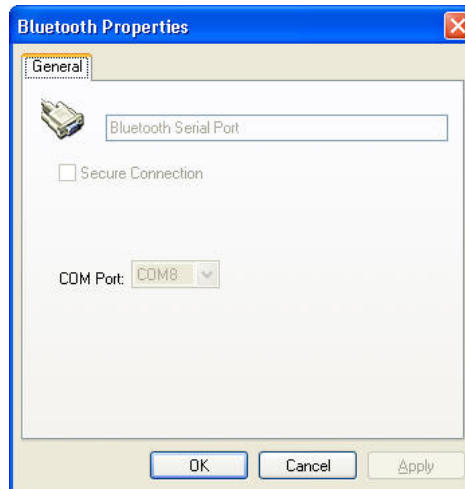 Bluetooth Properties
General
Bluetooth Serial Port
Secure Connection
COM Port: COM8
OK Cancel Apply